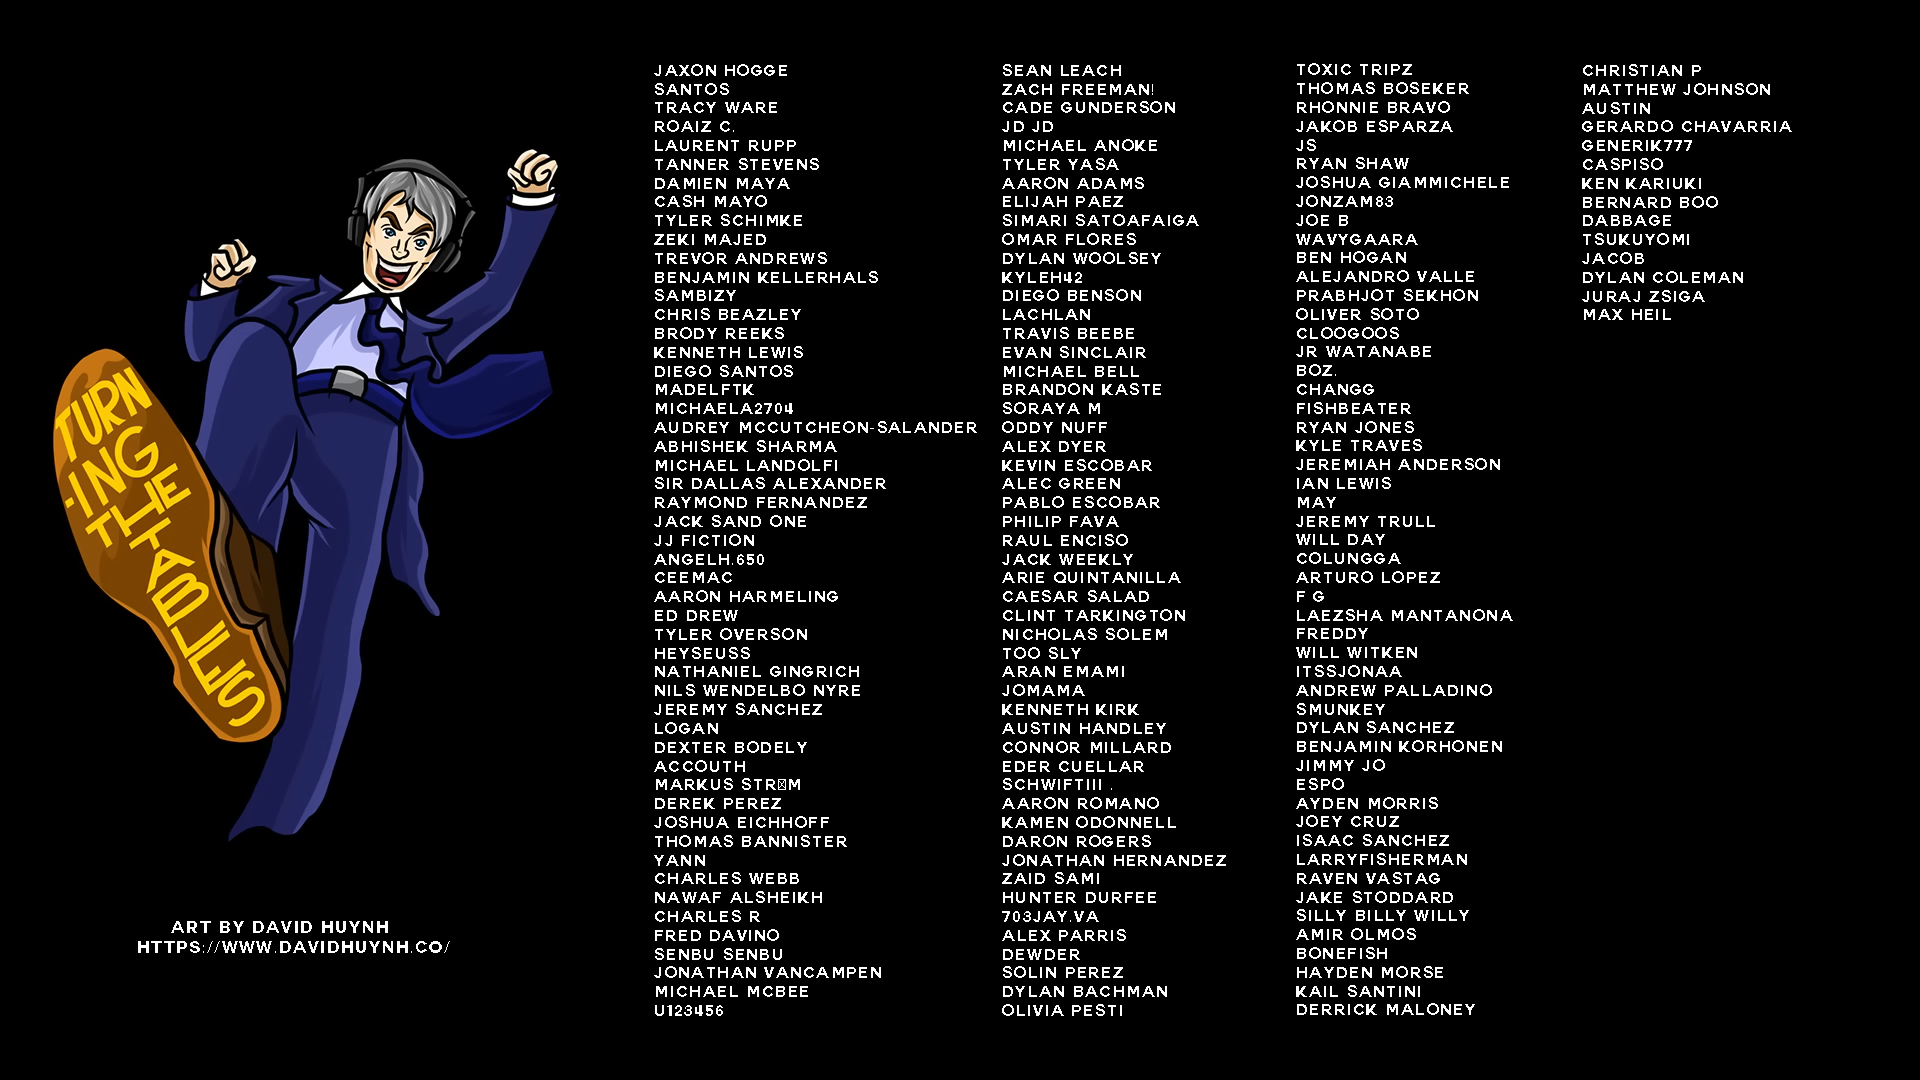 TURN
-ING
THE
TABLES
ART BY DAVID HUYNH
HTTPS://WWW.DAVIDHUYNH.CO/
JAXON HOGGE
SANTOS
TRACY WARE
ROAIZ C.
LAURENT RUPP
TANNER STEVENS
DAMIEN MAYA
CASH MAYO
TYLER SCHIMKE
ZEKI MAJED
TREVOR ANDREWS
BENJAMIN KELLERHALS
SAMBIZY
CHRIS BEAZLEY
BRODY REEKS
KENNETH LEWIS
DIEGO SANTOS
MADELFTK
MICHAELA2704
AUDREY MCCUTCHEON-SALANDER
ABHISHEK SHARMA
MICHAEL LANDOLFI
SIR DALLAS ALEXANDER
RAYMOND FERNANDEZ
JACK SAND ONE
JJ FICTION
ANGELH.650
CEEMAC
AARON HARMELING
ED DREW
TYLER OVERSON
HEYSEUSS
NATHANIEL GINGRICH
NILS WENDELBO NYRE
JEREMY SANCHEZ
LOGAN
DEXTER BODELY
ACCOUTH
MARKUS STR☒M
DEREK PEREZ
JOSHUA EICHHOFF
THOMAS BANNISTER
YANN
CHARLES WEBB
NAWAF ALSHEIKH
CHARLES R
FRED DAVINO
SENBU SENBU
JONATHAN VANCAMPEN
MICHAEL MCBEE
U123456
SEAN LEACH
ZACH FREEMAN!
CADE GUNDERSON
JD JD
MICHAEL ANOKE
TYLER YASA
AARON ADAMS
ELIJAH PAEZ
SIMARI SATOAFAIGA
OMAR FLORES
DYLAN WOOLSEY
KYLEH42
DIEGO BENSON
LACHLAN
TRAVIS BEEBE
EVAN SINCLAIR
MICHAEL BELL
BRANDON KASTE
SORAYA M
ODDY NUFF
ALEX DYER
KEVIN ESCOBAR
ALEC GREEN
PABLO ESCOBAR
PHILIP FAVA
RAUL ENCISO
JACK WEEKLY
ARIE QUINTANILLA
CAESAR SALAD
CLINT TARKINGTON
NICHOLAS SOLEM
TOO SLY
ARAN EMAMI
JOMAMA
KENNETH KIRK
AUSTIN HANDLEY
CONNOR MILLARD
EDER CUELLAR
SCHWIFTIII .
AARON ROMANO
KAMEN ODONNELL
DARON ROGERS
JONATHAN HERNANDEZ
ZAID SAMI
HUNTER DURFEE
703JAY.VA
ALEX PARRIS
DEWDER
SOLIN PEREZ
DYLAN BACHMAN
OLIVIA PESTI
TOXIC TRIPZ
THOMAS BOSEKER
RHONNIE BRAVO
JAKOB ESPARZA
JS
RYAN SHAW
JOSHUA GIAMMICHELE
JONZAM83
JOE B
WAVYGAARA
BEN HOGAN
ALEJANDRO VALLE
PRABHJOT SEKHON
OLIVER SOTO
CLOOGOOS
JR WATANABE
BOZ.
CHANGG
FISHBEATER
RYAN JONES
KYLE TRAVES
JEREMIAH ANDERSON
IAN LEWIS
MAY
JEREMY TRULL
WILL DAY
COLUNGGA
ARTURO LOPEZ
F G
LAEZSHA MANTANONA
FREDDY
WILL WITKEN
ITSSJONAA
ANDREW PALLADINO
SMUNKEY
DYLAN SANCHEZ
BENJAMIN KORHONEN
JIMMY JO
ESPO
AYDEN MORRIS
JOEY CRUZ
ISAAC SANCHEZ
LARRYFISHERMAN
RAVEN VASTAG
JAKE STODDARD
SILLY BILLY WILLY
AMIR OLMOS
BONEFISH
HAYDEN MORSE
KAIL SANTINI
DERRICK MALONEY
CHRISTIAN P
MATTHEW JOHNSON
AUSTIN
GERARDO CHAVARRIA
GENERIK777
CASPISO
KEN KARIUKI
BERNARD BOO
DABBAGE
TSUKUYOMI
JACOB
DYLAN COLEMAN
JURAJ ZSIGA
MAX HEIL